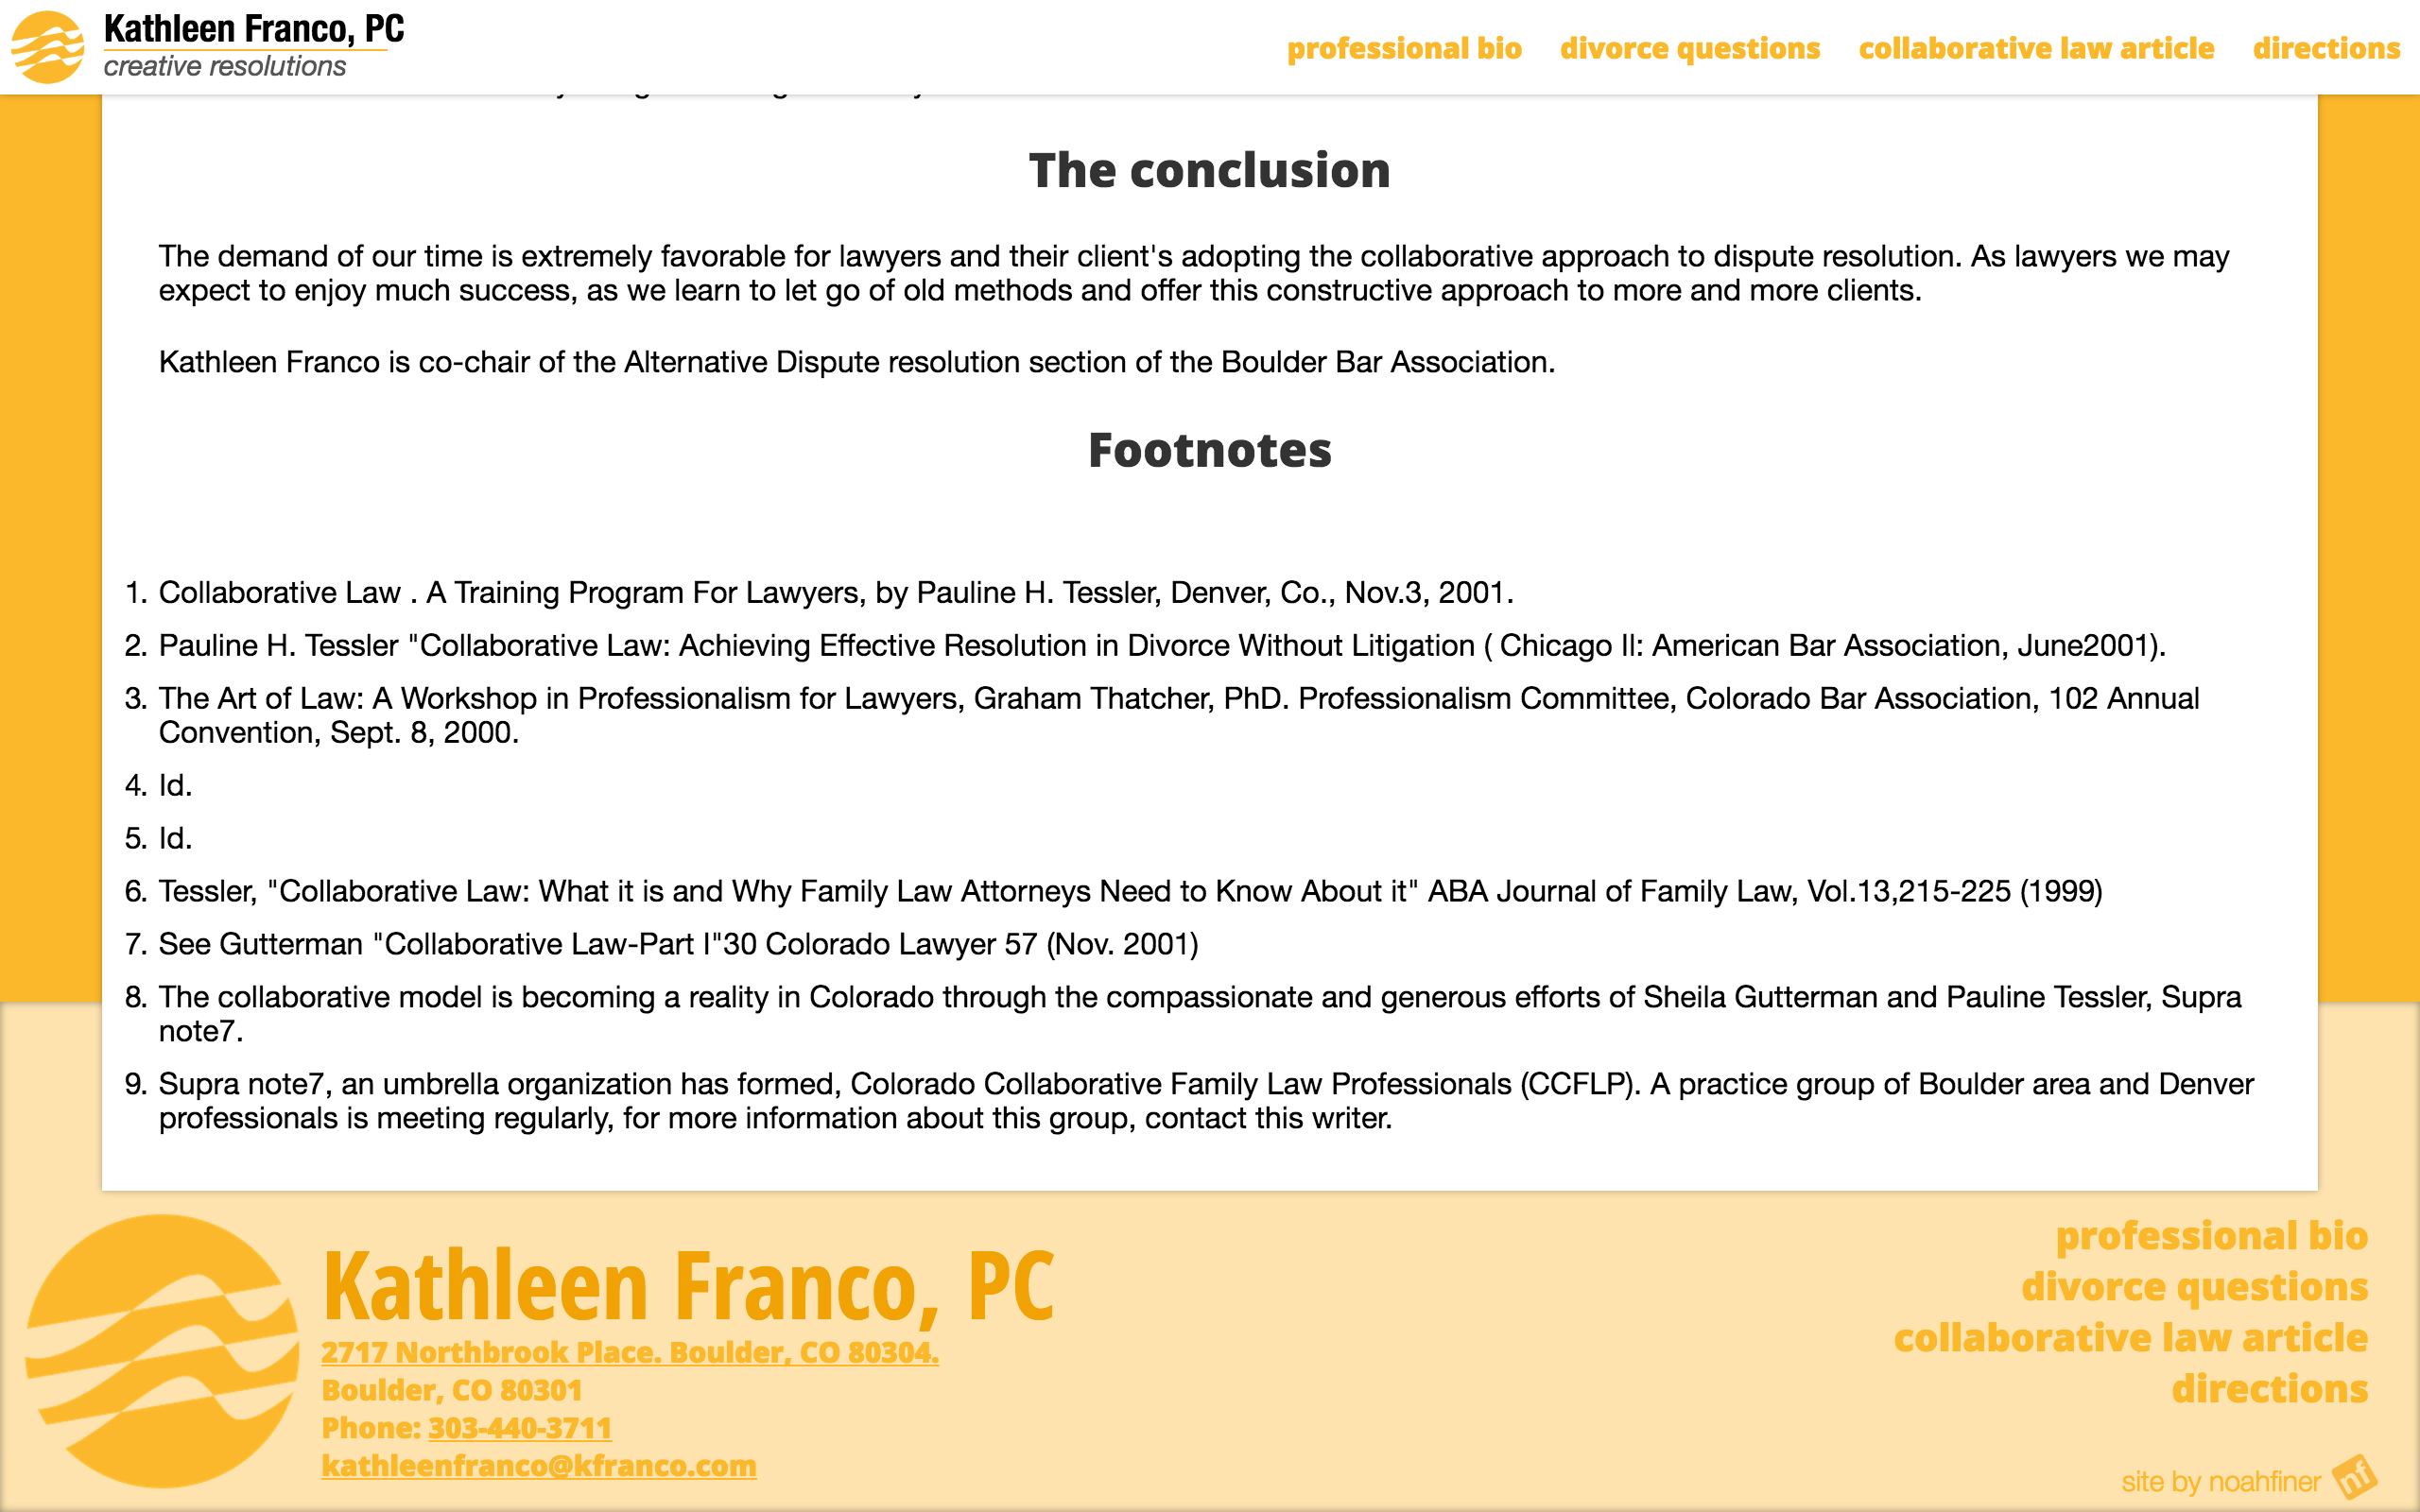 Kathleen Franco, PC
creative resolutions
professional bio
divorce questions
collaborative law article
directions
The conclusion
The demand of our time is extremely favorable for lawyers and their client's adopting the collaborative approach to dispute resolution. As lawyers we may
expect to enjoy much success, as we learn to let go of old methods and offer this constructive approach to more and more clients.
Kathleen Franco is co-chair of the Alternative Dispute resolution section of the Boulder Bar Association.
Footnotes
1. Collaborative Law . A Training Program For Lawyers, by Pauline H. Tessler, Denver, Co., Nov.3, 2001.
2. Pauline H. Tessler "Collaborative Law: Achieving Effective Resolution in Divorce Without Litigation ( Chicago Il: American Bar Association, June2001).
3. The Art of Law: A Workshop in Professionalism for Lawyers, Graham Thatcher, PhD. Professionalism Committee, Colorado Bar Association, 102 Annual
Convention, Sept. 8, 2000.
4. Id.
5. Id.
6. Tessler, "Collaborative Law: What it is and Why Family Law Attorneys Need to Know About it" ABA Journal of Family Law, Vol.13,215-225 (1999)
7. See Gutterman "Collaborative Law-Part I"30 Colorado Lawyer 57 (Nov. 2001)
8. The collaborative model is becoming a reality in Colorado through the compassionate and generous efforts of Sheila Gutterman and Pauline Tessler, Supra
note7.
9. Supra note7, an umbrella organization has formed, Colorado Collaborative Family Law Professionals (CCFLP). A practice group of Boulder area and Denver
professionals is meeting regularly, for more information about this group, contact this writer.
Kathleen Franco, PC
2717 Northbrook Place. Boulder, CO 80304.
Boulder, CO 80301
Phone: 303-440-3711
kathleenfranco@kfranco.com
professional bio
divorce questions
collaborative law article
directions
site by noahfiner nf